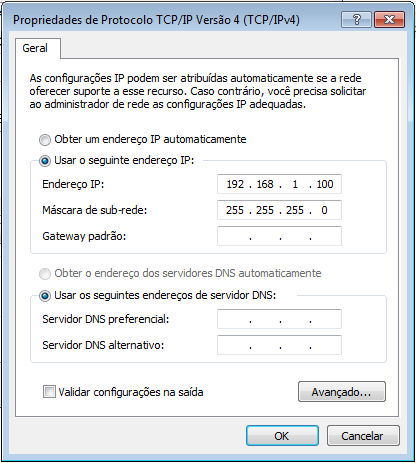 Propriedades de Protocolo TCP/IP Versão 4 (TCP/IPv4)
Geral
As configurações IP podem ser atribuídas automaticamente se a rede
oferecer suporte a esse recurso. Caso contrário, você precisa solicitar
ao administrador de rede as configurações IP adequadas.
Obter um endereço IP automaticamente
Usar o seguinte endereço IP:
Endereço IP: 192 . 168 . 1 . 100
Máscara de sub-rede: 255 . 255 . 255 . 0
Gateway padrão: . . .
Obter o endereço dos servidores DNS automaticamente
Usar os seguintes endereços de servidor DNS:
Servidor DNS preferencial: . . .
Servidor DNS alternativo: . . .
Validar configurações na saída Avançado...
OK Cancelar